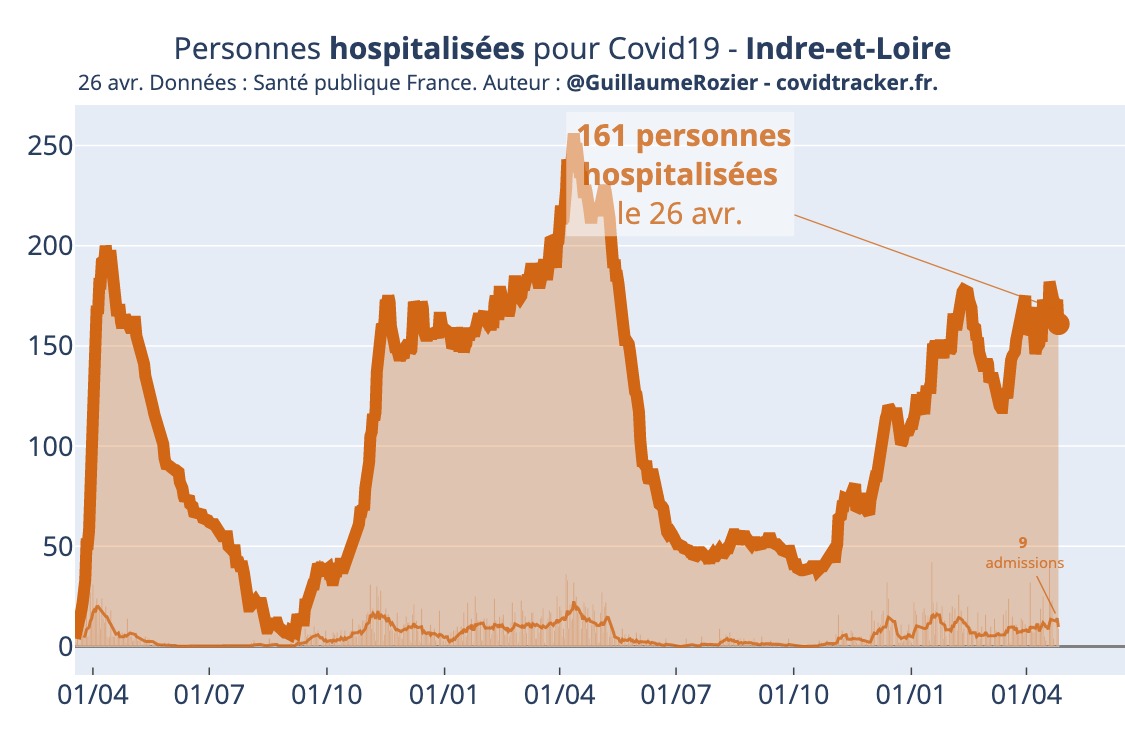 Personnes hospitalisées pour Covid19 - Indre-et-Loire
26 avr. Données : Santé publique France. Auteur : @GuillaumeRozier - covidtracker.fr.
161 personnes
hospitalisées
le 26 avr.
250
200
150
100
50
0
9
admissions
01/04 01/07 01/10 01/01 01/04 01/07 01/10 01/01 01/04